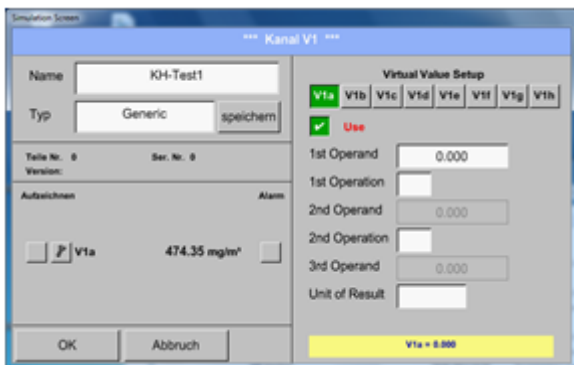 Simulation Screen
*** Kanal V1 ***
Name KH-Test1
Typ Generic speichern
Teile Nr. 0 Ser. Nr. 0
Version:
Aufzeichnen Alarm
V1a 474.35 mg/m³
OK Abbruch
Virtual Value Setup
V1a V1b V1c V1d V1e V1f V1g V1h
Use
1st Operand 0.000
1st Operation
2nd Operand 0.000
2nd Operation
3rd Operand 0.000
Unit of Result
V1a = 0.000